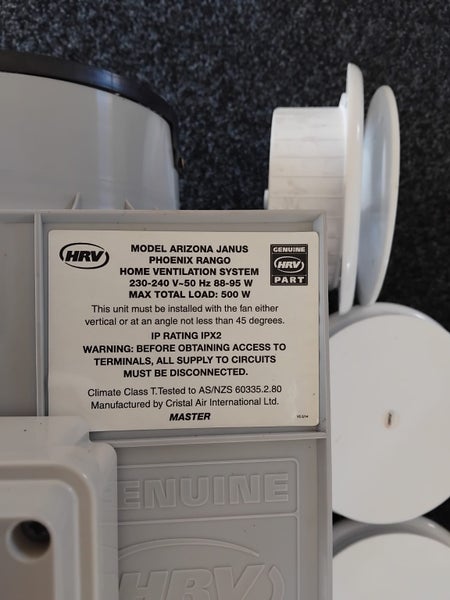 HRV
MODEL ARIZONA JANUS
PHOENIX RANGO
HOME VENTILATION SYSTEM
230-240 V~50 Hz 88-95 W
MAX TOTAL LOAD: 500 W
GENUINE
HRV
PART
This unit must be installed with the fan either
vertical or at an angle not less than 45 degrees.
IP RATING IPX2
WARNING: BEFORE OBTAINING ACCESS TO
TERMINALS, ALL SUPPLY TO CIRCUITS
MUST BE DISCONNECTED.
Climate Class T.Tested to AS/NZS 60335.2.80
Manufactured by Cristal Air International Ltd.
MASTER
ENUINE
HRV